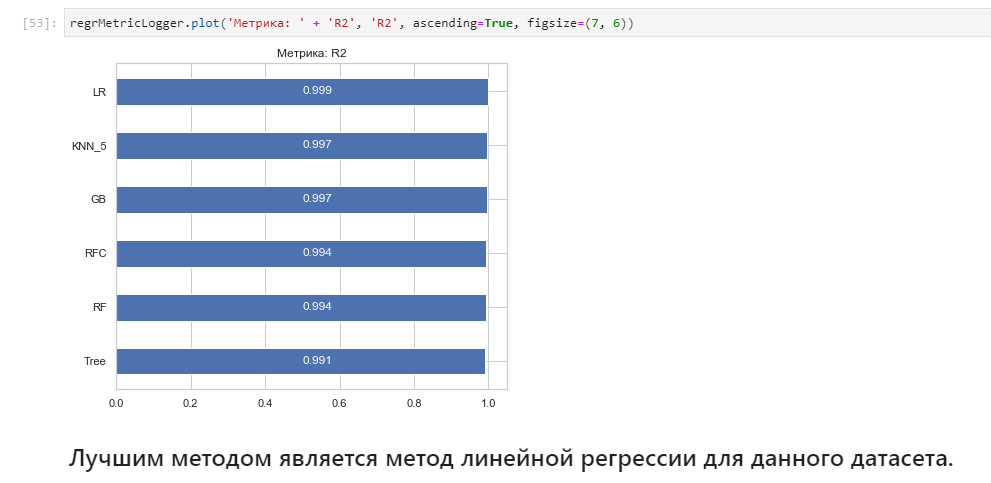 [53]: regrMetricLogger.plot('Метрика: ' + 'R2', 'R2', ascending=True, figsize=(7, 6))
Метрика: R2
LR 0.999
KNN_5 0.997
GB 0.997
RFC 0.994
RF 0.994
Tree 0.991
0.0 0.2 0.4 0.6 0.8 1.0
Лучшим методом является метод линейной регрессии для данного датасета.